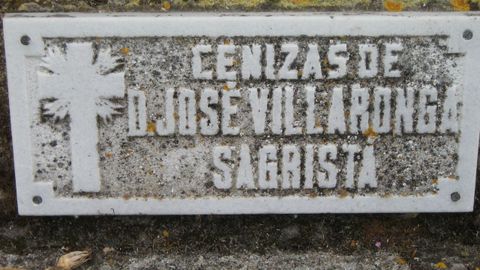 CENIZAS DE
D. JOSE VILLARONGA
SAGRISTA